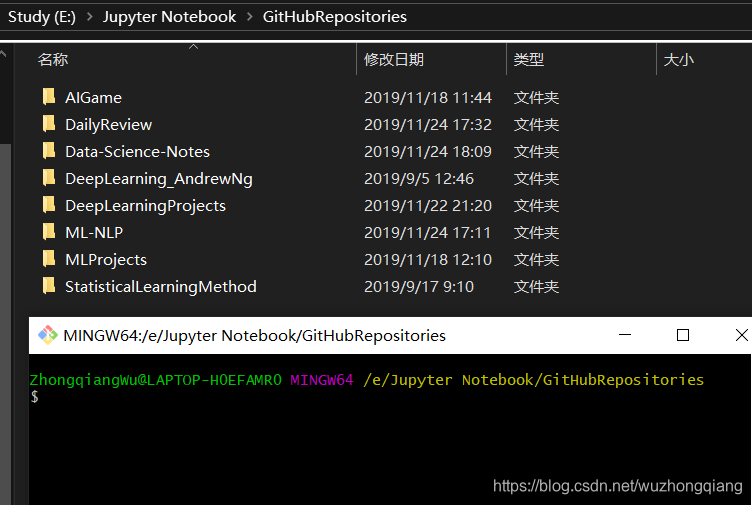 Study (E:) > Jupyter Notebook > GitHubRepositories
名称 修改日期 类型 大小
AIGame 2019/11/18 11:44 文件夹
DailyReview 2019/11/24 17:32 文件夹
Data-Science-Notes 2019/11/24 18:09 文件夹
DeepLearning_AndrewNg 2019/9/5 12:46 文件夹
DeepLearningProjects 2019/11/22 21:20 文件夹
ML-NLP 2019/11/24 17:11 文件夹
MLProjects 2019/11/18 12:10 文件夹
StatisticalLearningMethod 2019/9/17 9:10 文件夹
MINGW64:/e/Jupyter Notebook/GitHubRepositories
ZhongqiangWu@LAPTOP-HOEFAMRO MINGW64 /e/Jupyter Notebook/GitHubRepositories
$
https://blog.csdn.net/wuzhongqiang